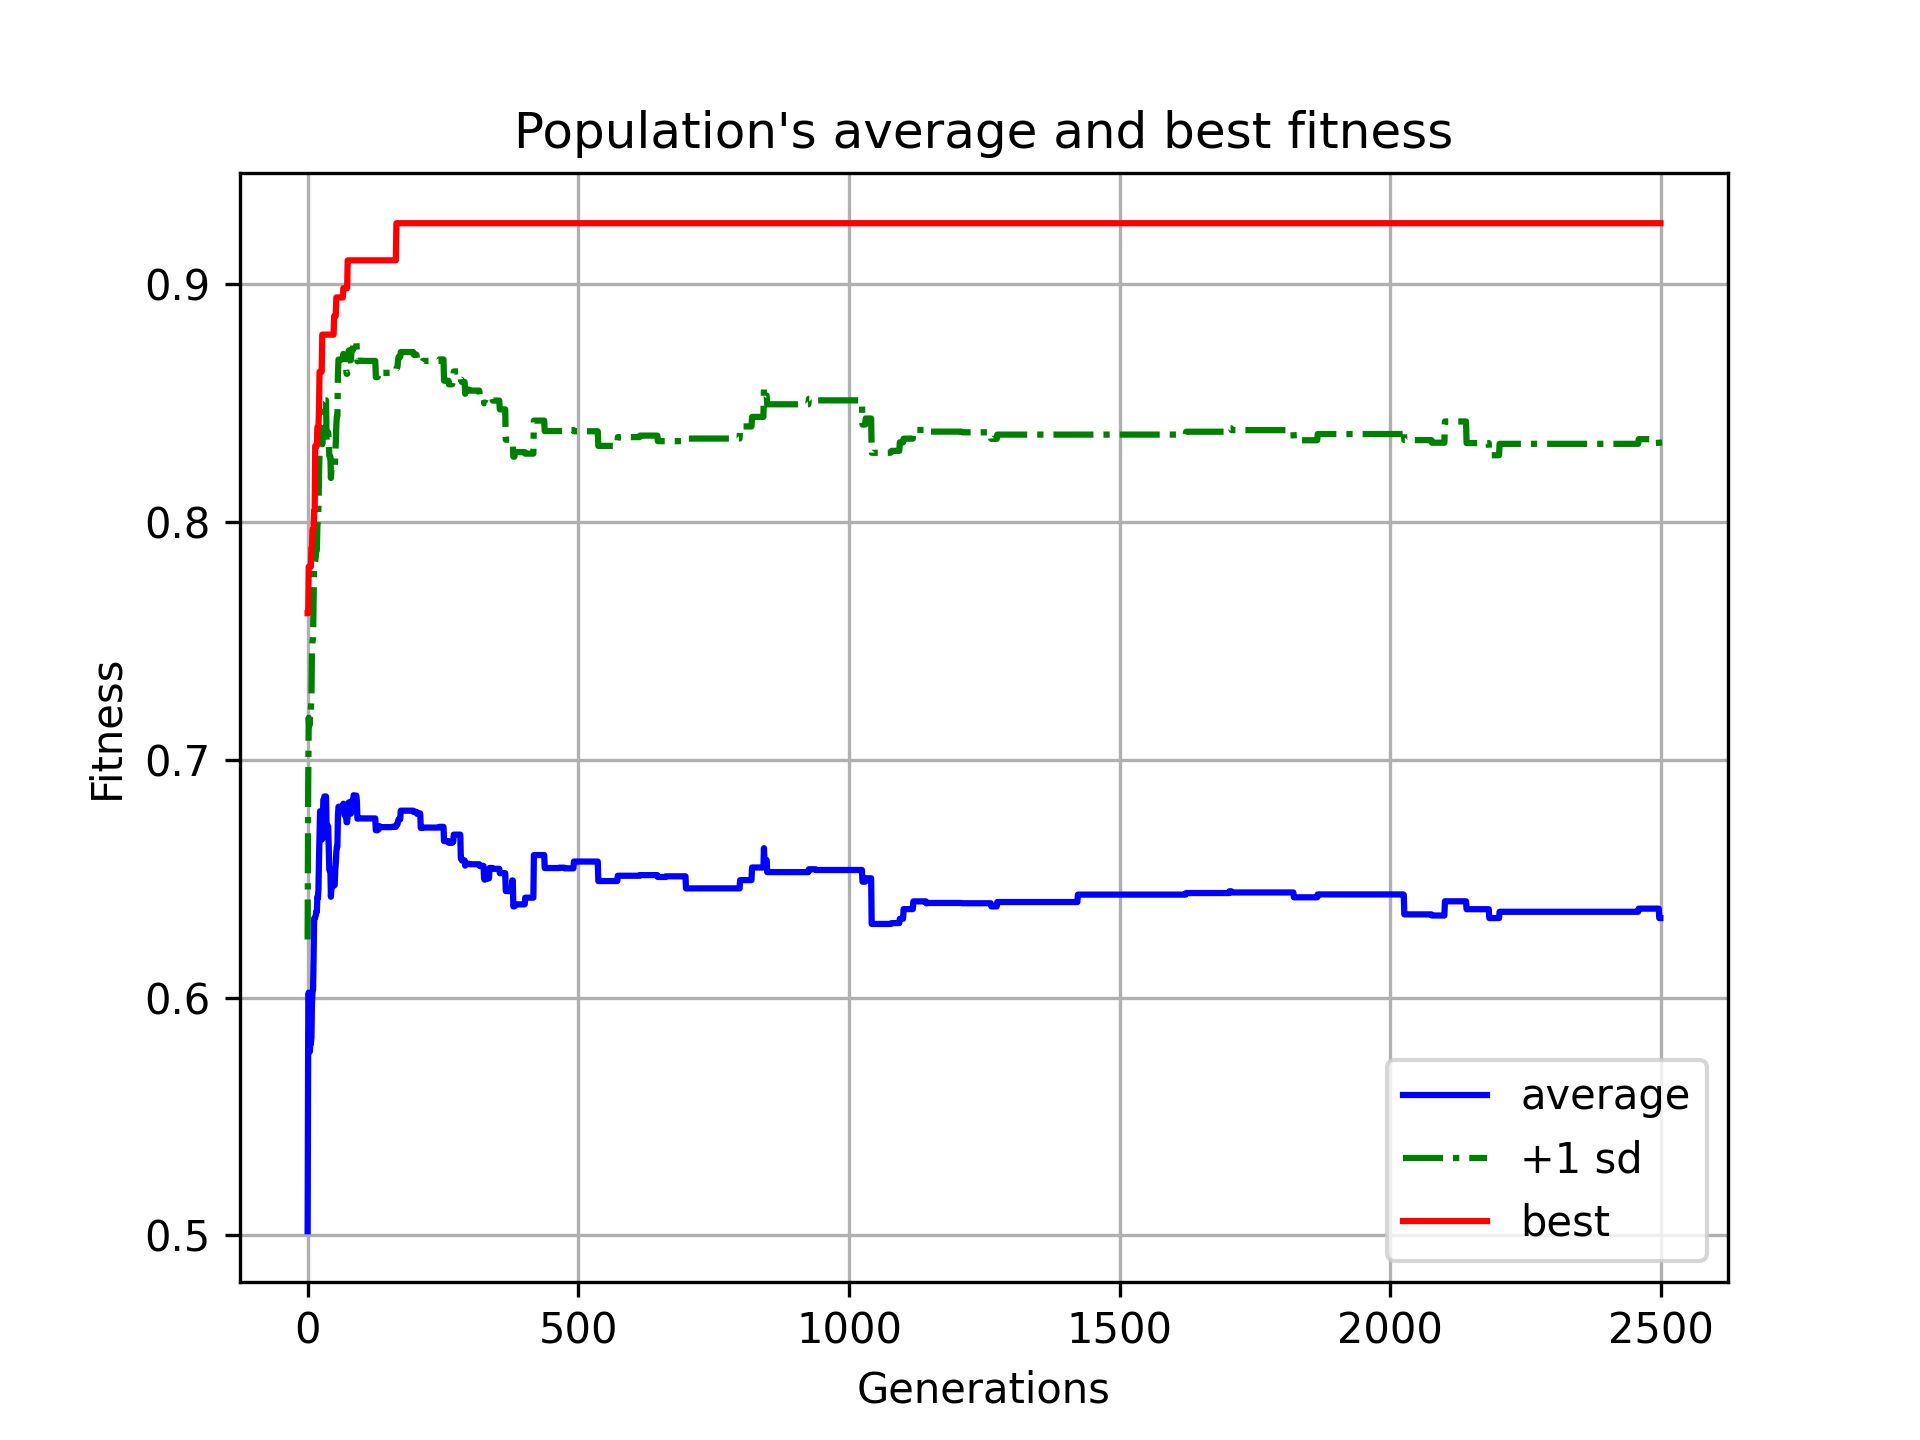 Population's average and best fitness
Fitness
0.9
0.8
0.7
0.6
0.5
0
500
1000
1500
2000
2500
Generations
average
+1 sd
best